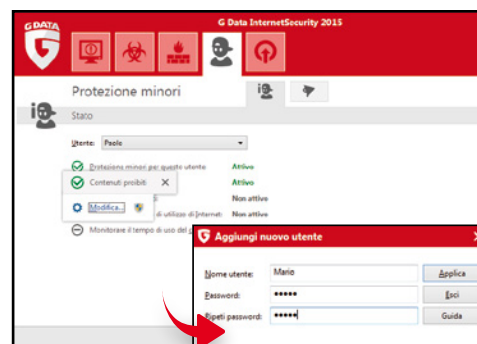 G DATA
G Data InternetSecurity 2015
Protezione minori
Stato
Utente: Paolo
Protezione minori per questo utente Attivo
Contenuti proibiti Attivo
Non attivo
Modifica... di utilizzo di Internet: Non attivo
Monitorare il tempo di uso del
Aggiungi nuovo utente
Nome utente: Mario Applica
Password: ••••• Esci
Ripeti password: ••••• Guida